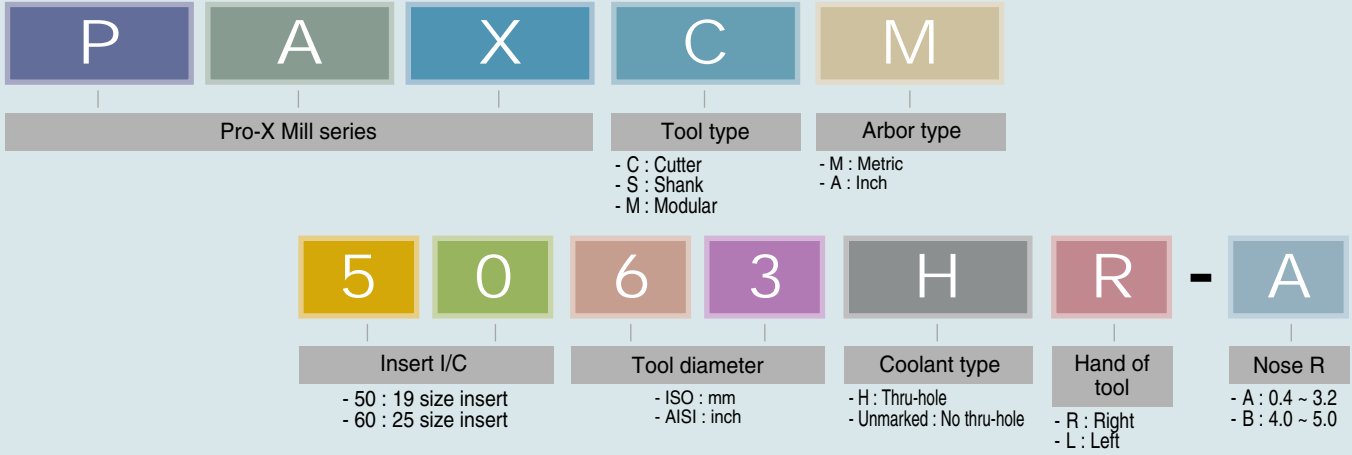 P A X C M
Pro-X Mill series
Tool type
- C : Cutter
- S : Shank
- M : Modular
Arbor type
- M : Metric
- A : Inch
5 0 6 3 H R - A
Insert I/C
- 50 : 19 size insert
- 60 : 25 size insert
Tool diameter
- ISO : mm
- AISI : inch
Coolant type
- H : Thru-hole
- Unmarked : No thru-hole
Hand of
tool
- R : Right
- L : Left
Nose R
- A : 0.4 ~ 3.2
- B : 4.0 ~ 5.0